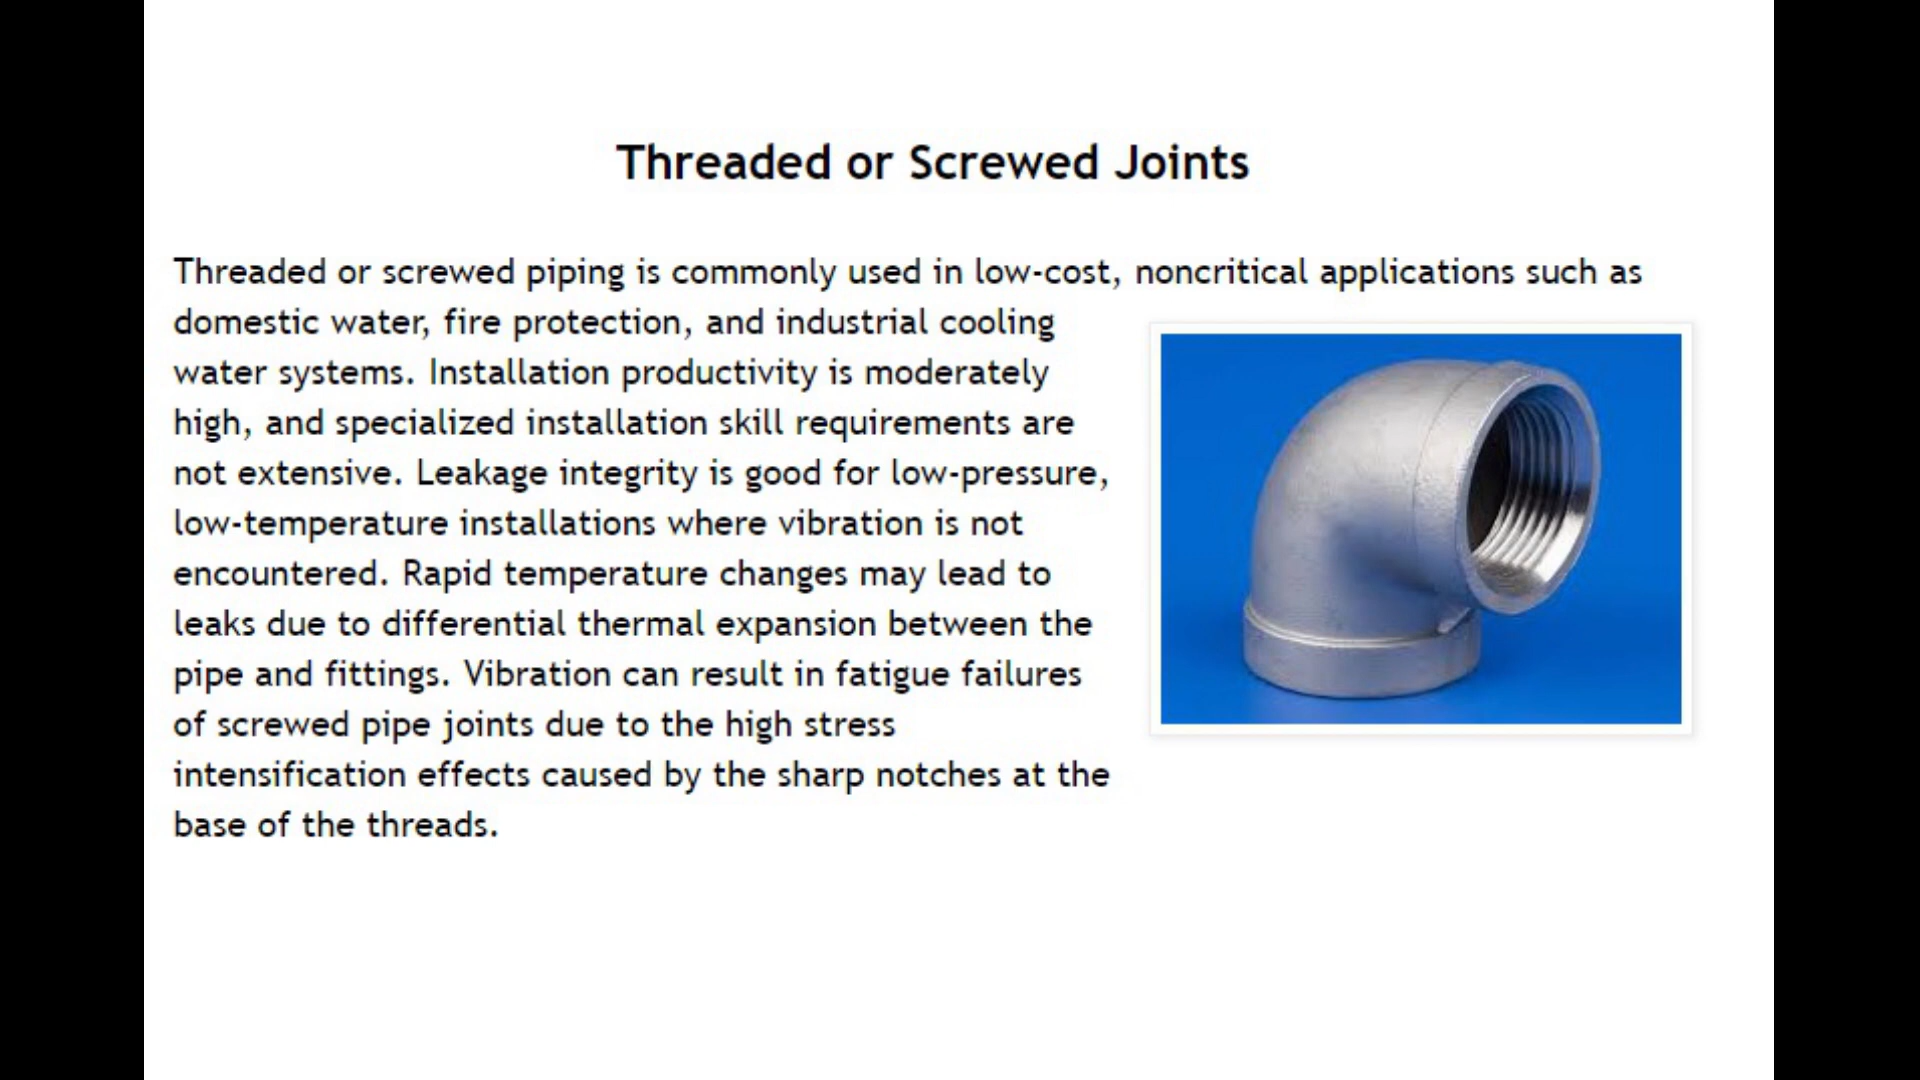 Threaded or Screwed Joints
Threaded or screwed piping is commonly used in low-cost, noncritical applications such as
domestic water, fire protection, and industrial cooling
water systems. Installation productivity is moderately
high, and specialized installation skill requirements are
not extensive. Leakage integrity is good for low-pressure,
low-temperature installations where vibration is not
encountered. Rapid temperature changes may lead to
leaks due to differential thermal expansion between the
pipe and fittings. Vibration can result in fatigue failures
of screwed pipe joints due to the high stress
intensification effects caused by the sharp notches at the
base of the threads.